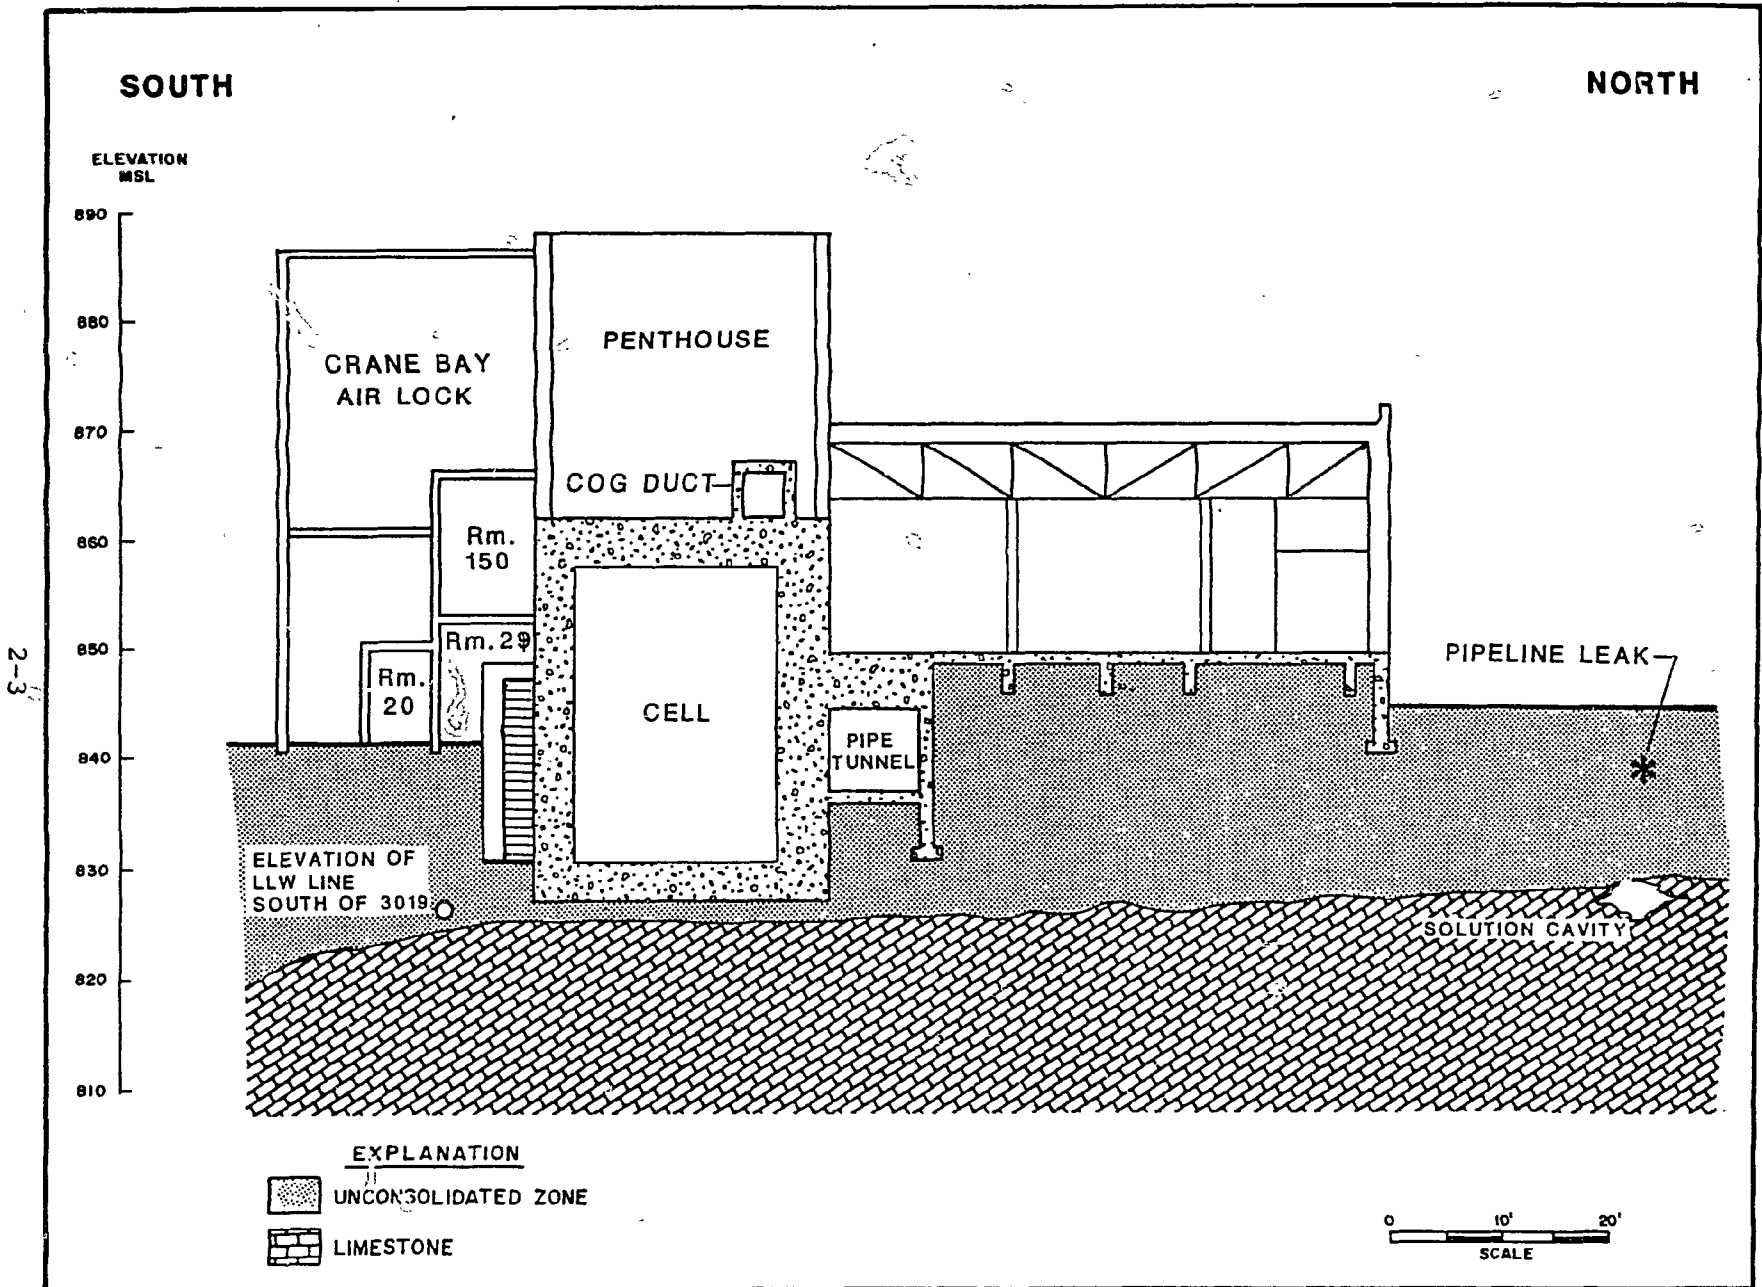 SOUTH
NORTH
ELEVATION
MSL
890
880
870
860
850
840
830
820
810
CRANE BAY
AIR LOCK
PENTHOUSE
COG DUCT
Rm.
150
Rm. 29
Rm.
20
CELL
PIPE
TUNNEL
PIPELINE LEAK
ELEVATION OF
LLW LINE
SOUTH OF 3019
SOLUTION CAVITY
2-3
EXPLANATION
UNCONSOLIDATED ZONE
LIMESTONE
0 10' 20'
SCALE